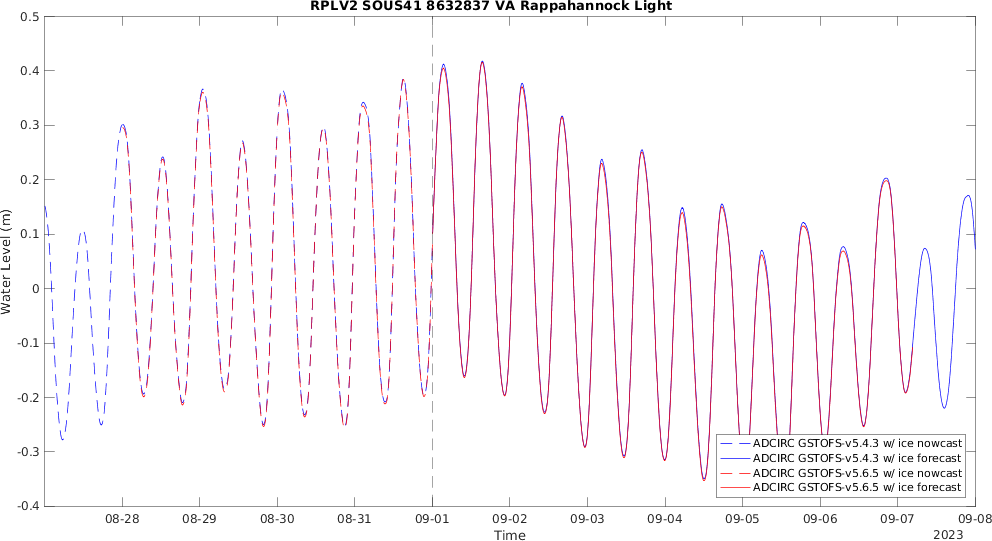 RPLV2 SOUS41 8632837 VA Rappahannock Light
0.5
0.4
0.3
0.2
0.1
0
-0.1
-0.2
-0.3
-0.4
Water Level (m)
ADCIRC GSTOFS-v5.4.3 w/ ice nowcast
ADCIRC GSTOFS-v5.4.3 w/ ice forecast
ADCIRC GSTOFS-v5.6.5 w/ ice nowcast
ADCIRC GSTOFS-v5.6.5 w/ ice forecast
08-28 08-29 08-30 08-31 09-01 09-02 09-03 09-04 09-05 09-06 09-07 09-08
Time
2023